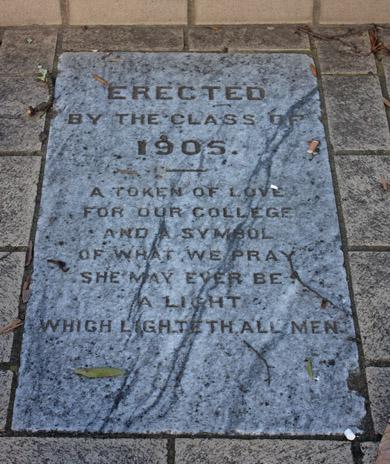 ERECTED
BY THE CLASS OF
1905.
A TOKEN OF LOVE
FOR OUR COLLEGE
AND A SYMBOL
OF WHAT WE PRAY
SHE MAY EVER BE
A LIGHT
WHICH LIGHTETH ALL MEN.